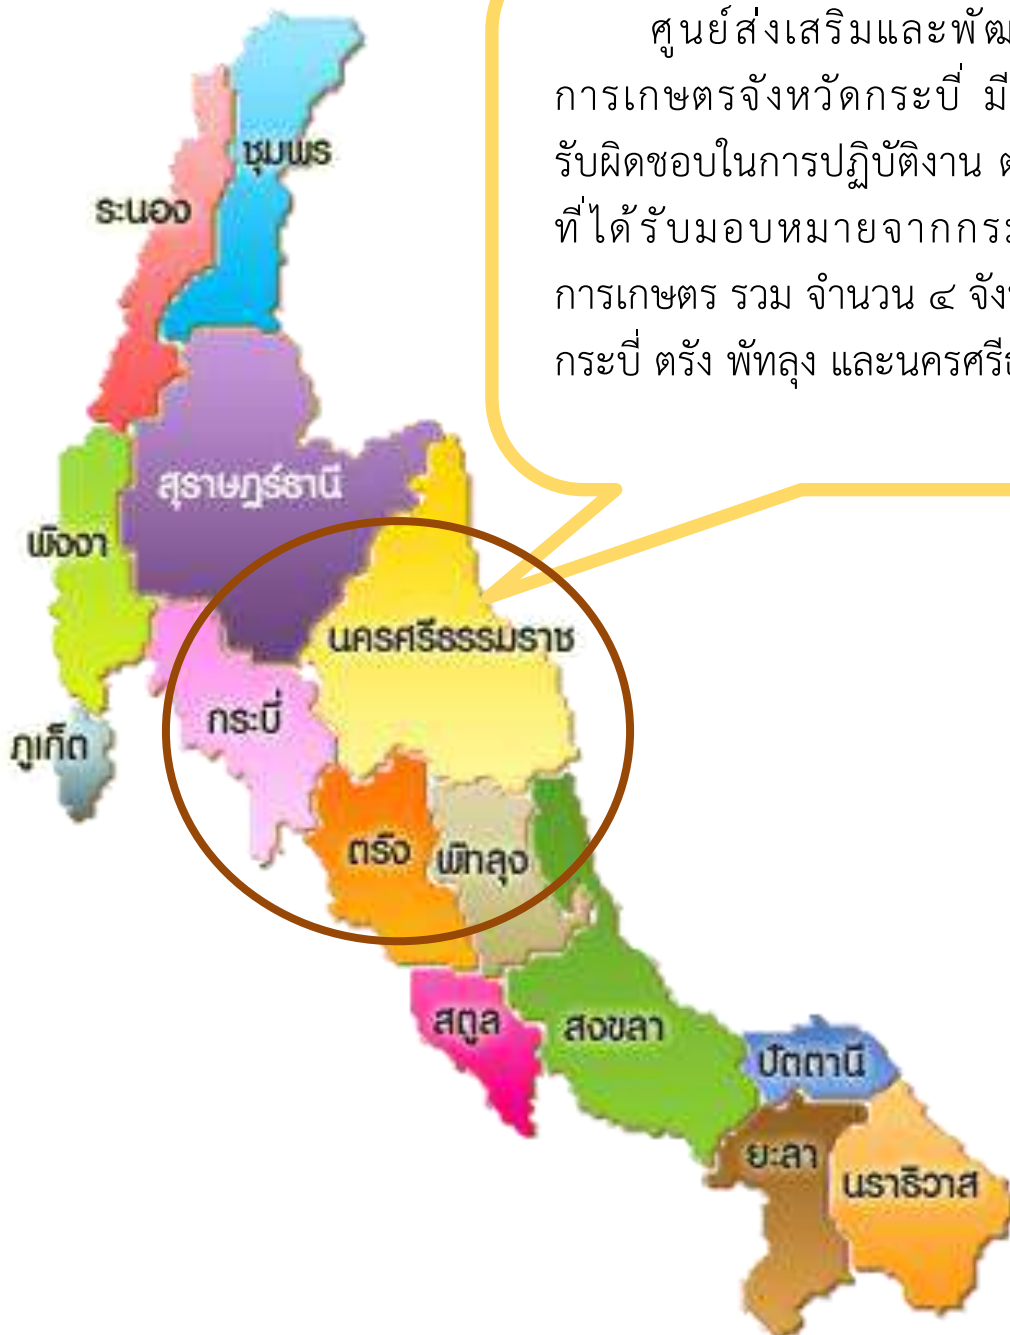 ศูนย์ส่งเสริมและพัฒ
การเกษตรจังหวัดกระบี่ มี
รับผิดชอบในการปฏิบัติงาน ต
ที่ได้รับมอบหมายจากกรม
การเกษตร รวม จำนวน ๔ จัง
กระบี่ ตรัง พัทลุง และนครศรีธ
ชุมพร
ระนอง
สุราษฎร์ธานี
พังงา
นครศรีธรรมราช
กระบี่
ภูเก็ต
ตรัง
พัทลุง
สตูล
สงขลา
ปัตตานี
ยะลา
นราธิวาส